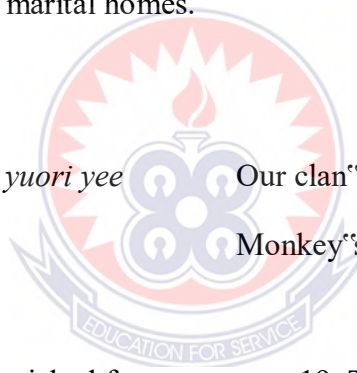 marital homes.
yuori yee Our clan‟
Monkey‟s
EDUCATION FOR SERVICE